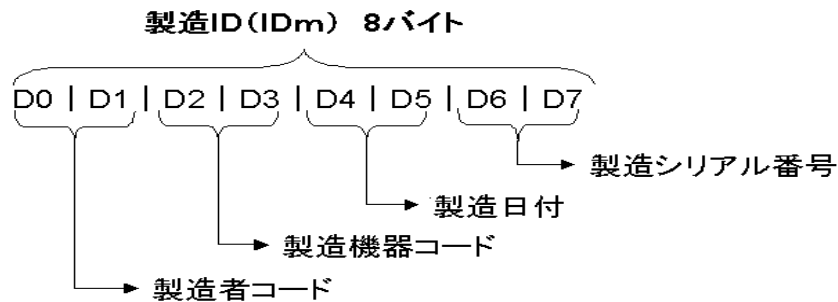 製造ID(IDm) 8バイト
D0 | D1 | D2 | D3 | D4 | D5 | D6 | D7
製造シリアル番号
製造日付
製造機器コード
製造者コード